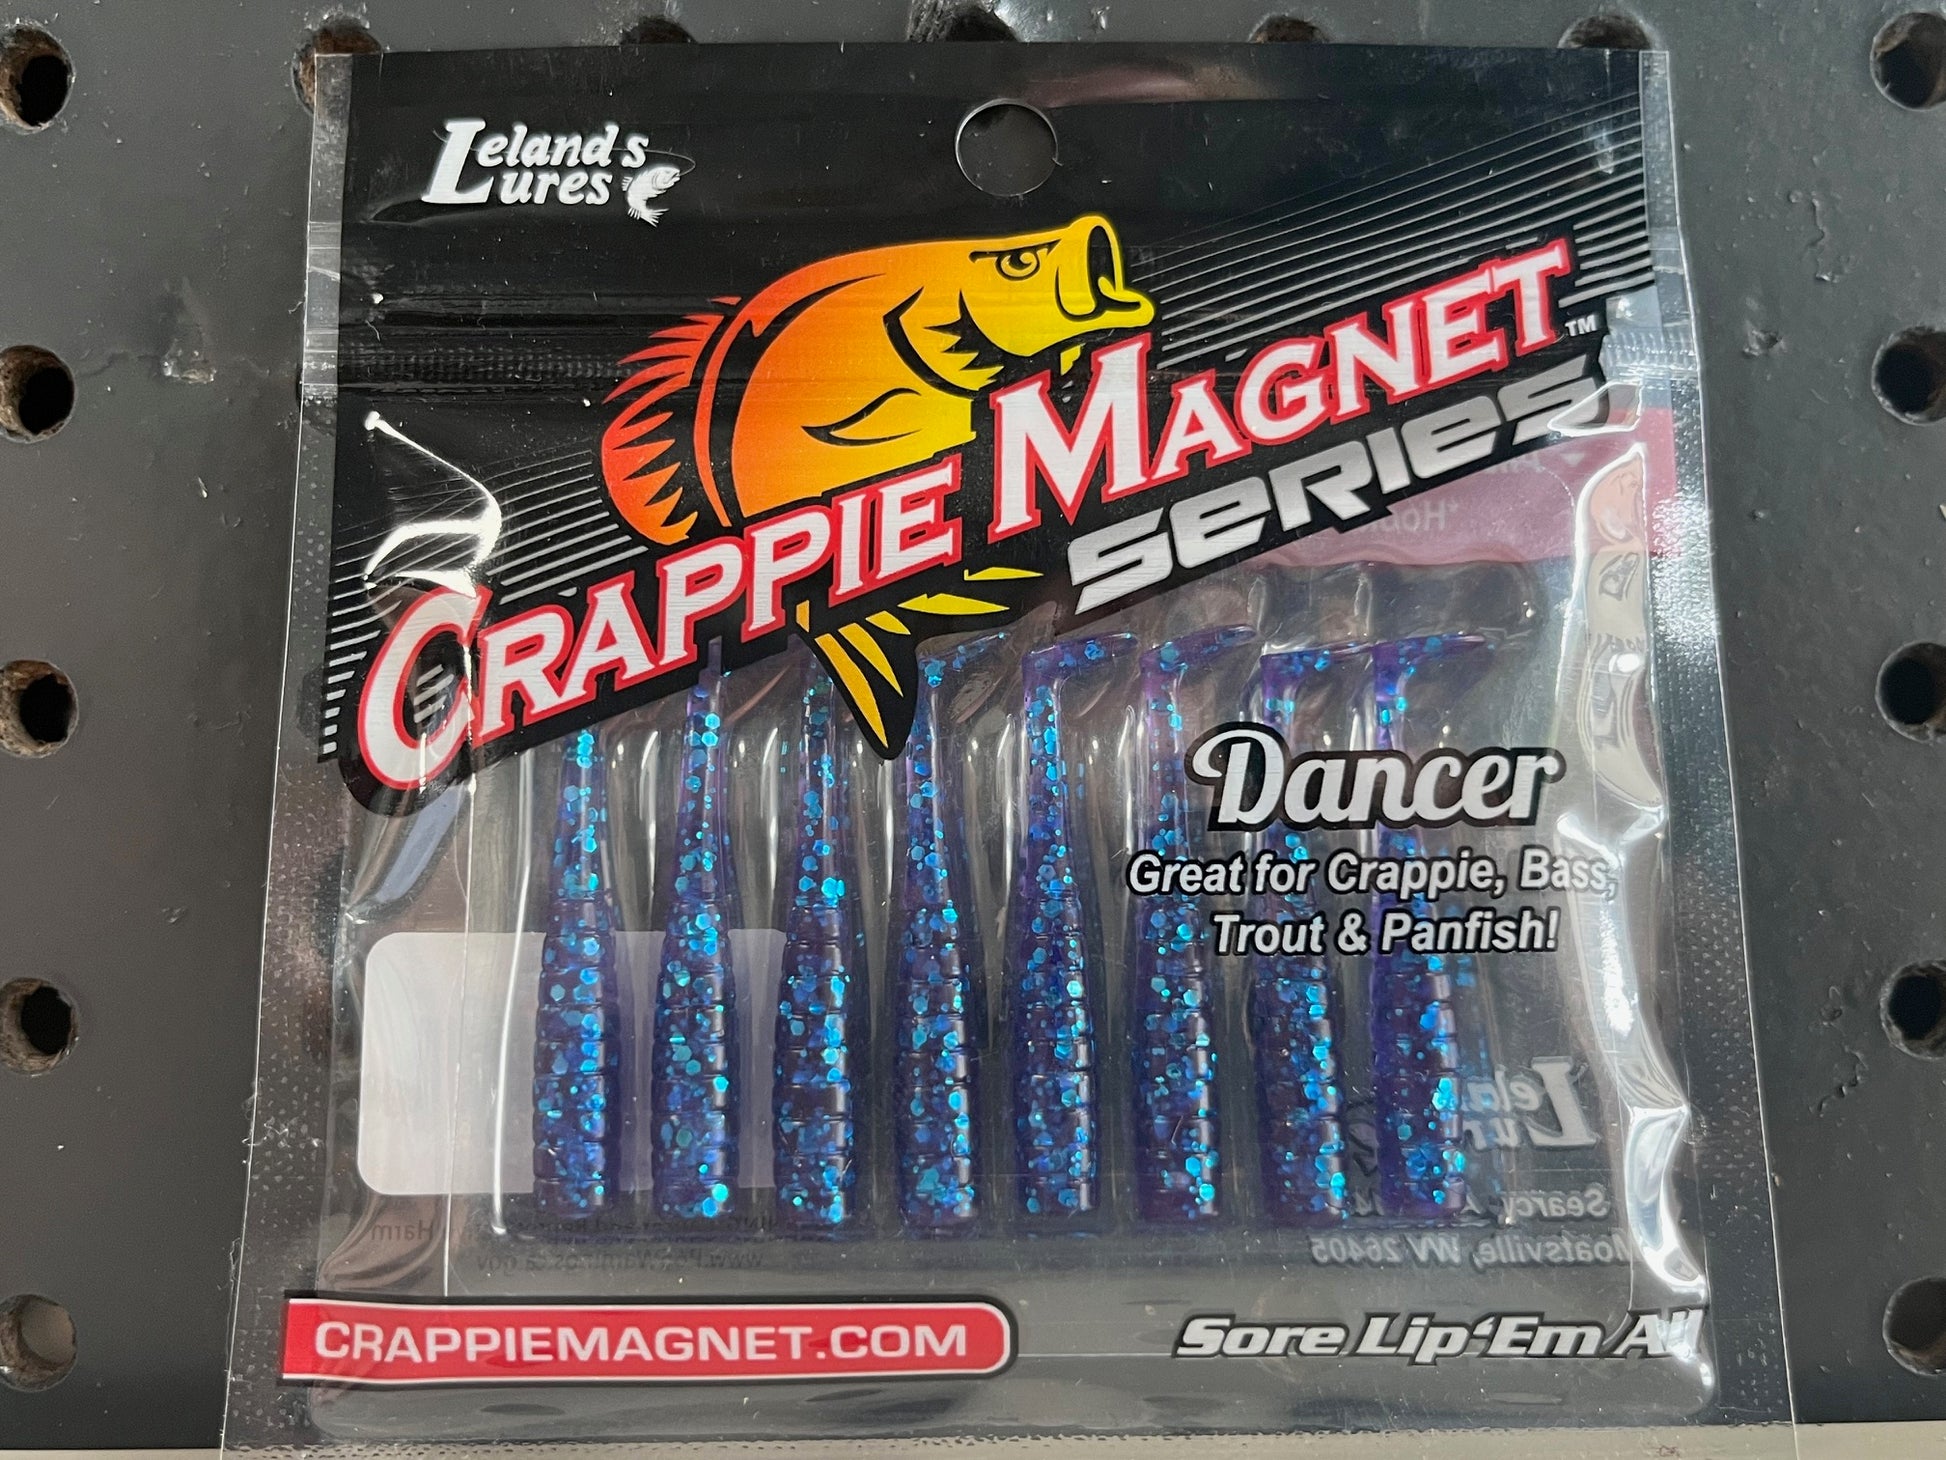 Leland's
Lures
CRAPPIE MAGNET™
SERIES
Dancer
Great for Crappie, Bass,
Trout & Panfish!
Searcy,
WV 26405
CRAPPIEMAGNET.COM
Sore Lip 'Em All